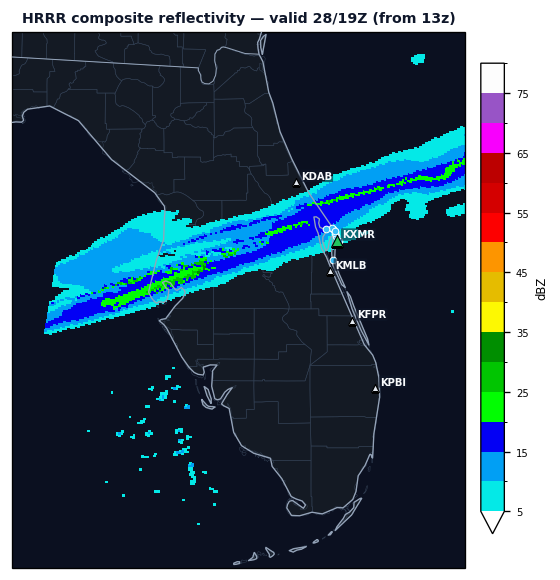 HRRR composite reflectivity — valid 28/19Z (from 13z)
KDAB
KXMR
KMLB
KFPR
KPBI
75
65
55
45
35
25
15
5
dBZ